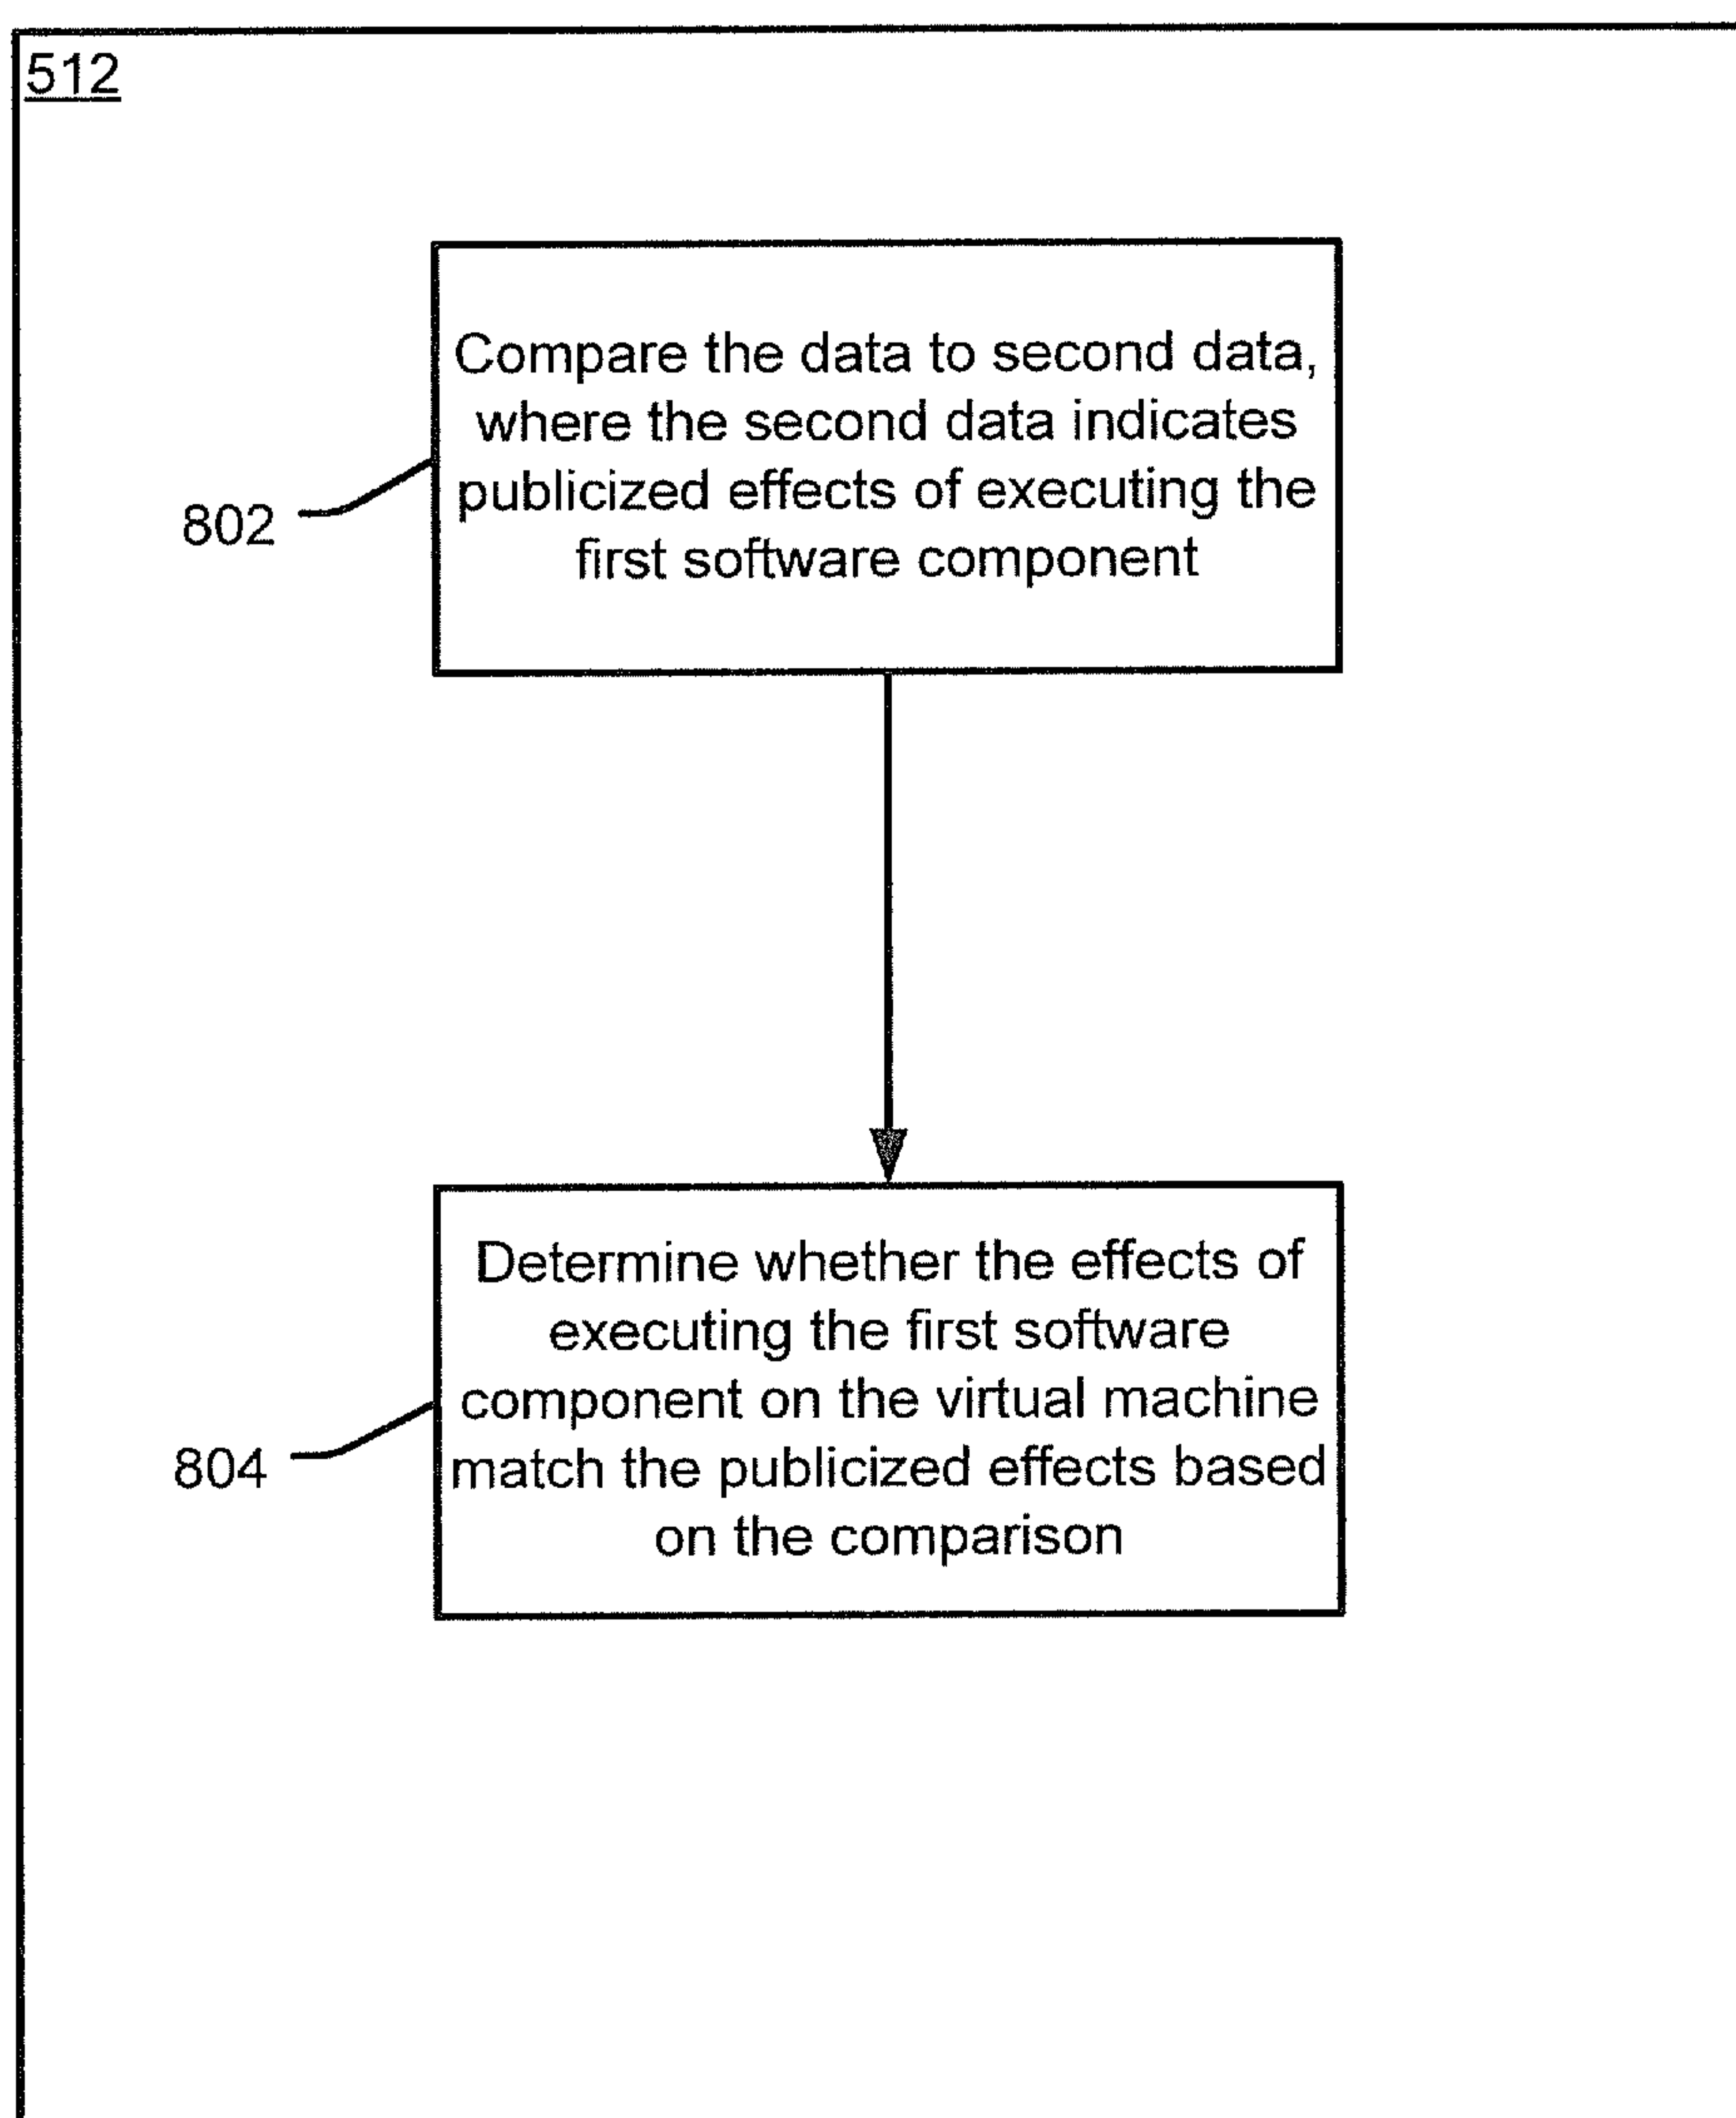 512
Compare the data to second data,
where the second data indicates
publicized effects of executing the
first software component
802
Determine whether the effects of
executing the first software
component on the virtual machine
match the publicized effects based
on the comparison
804